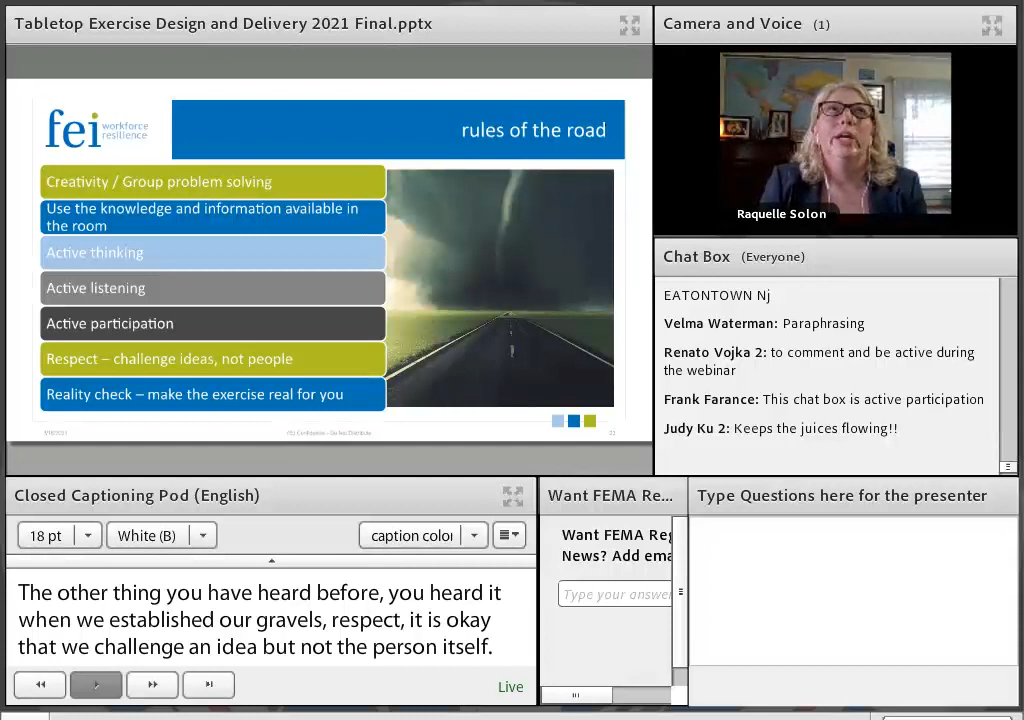 Tabletop Exercise Design and Delivery 2021 Final.pptx
fei workforce
resilience
rules of the road
Creativity / Group problem solving
Use the knowledge and information available in
the room
Active thinking
Active listening
Active participation
Respect – challenge ideas, not people
Reality check – make the exercise real for you
Camera and Voice (1)
Raquelle Solon
Chat Box (Everyone)
EATONTOWN Nj
Velma Waterman: Paraphrasing
Renato Vojka 2: to comment and be active during
the webinar
Frank Farance: This chat box is active participation
Judy Ku 2: Keeps the juices flowing!!
Closed Captioning Pod (English)
18 pt
White (B)
caption color
The other thing you have heard before, you heard it
when we established our gravels, respect, it is okay
that we challenge an idea but not the person itself.
Live
Want FEMA Re...
Want FEMA Reg
News? Add ema
Type your answer
Type Questions here for the presenter